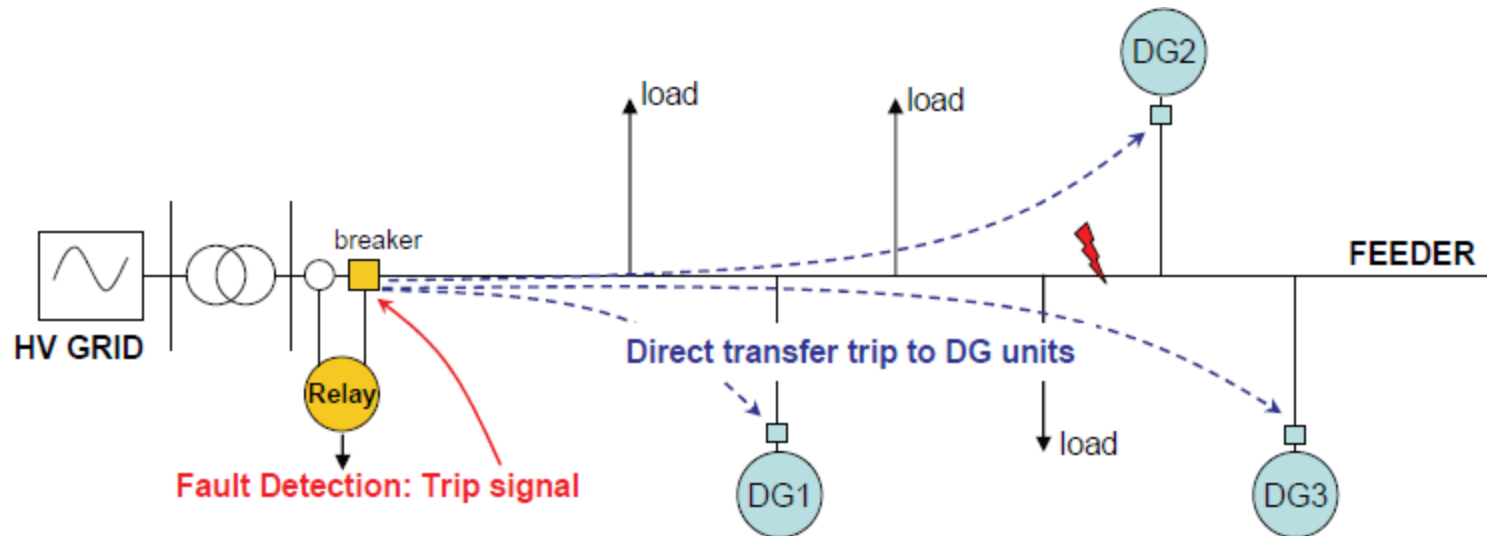 DG2
load
load
breaker
FEEDER
HV GRID
Direct transfer trip to DG units
Relay
load
Fault Detection: Trip signal
DG1
DG3